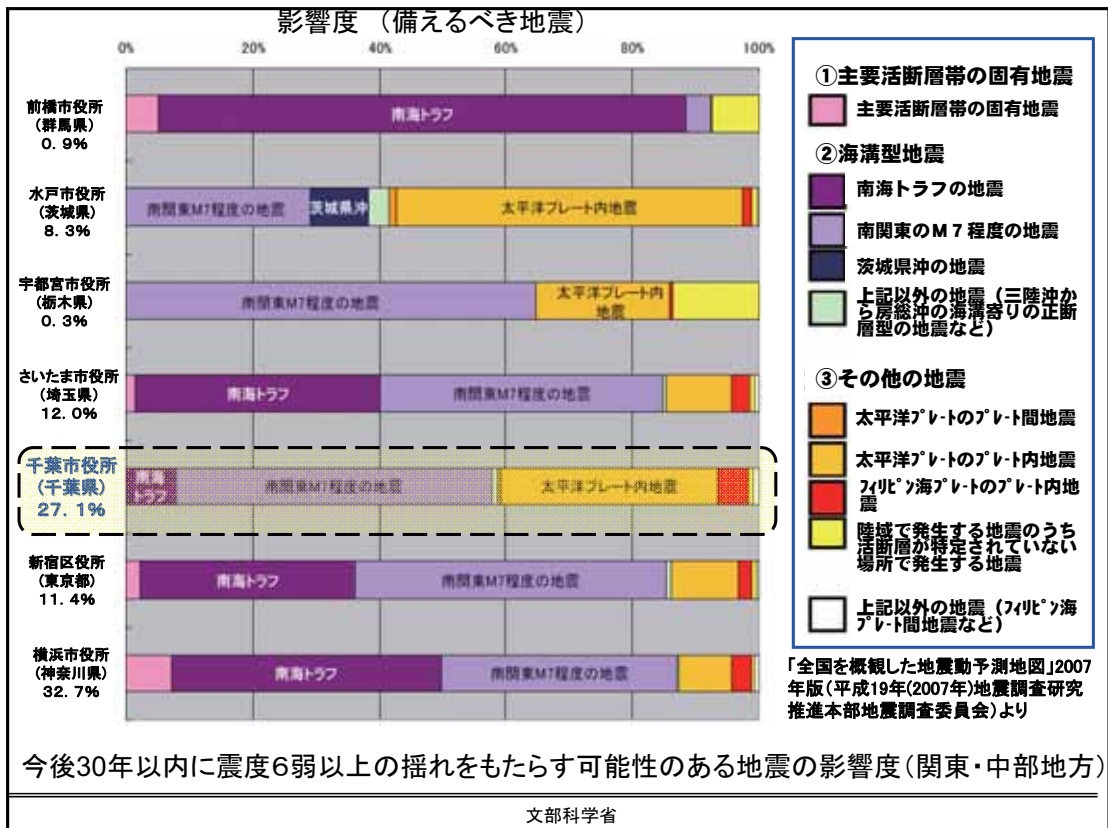 影響度 （備えるべき地震）
0% 20% 40% 60% 80% 100%
前橋市役所
（群馬県）
0．9％
南海トラフ
水戸市役所
（茨城県）
8．3％
南関東M7程度の地震
茨城県沖
太平洋プレート内地震
宇都宮市役所
（栃木県）
0．3％
南関東M7程度の地震
太平洋プレート内
地震
さいたま市役所
（埼玉県）
12．0％
南海トラフ
南関東M7程度の地震
千葉市役所
（千葉県）
27．1％
南関東M7程度の地震
太平洋プレート内地震
新宿区役所
（東京都）
11．4％
南海トラフ
南関東M7程度の地震
横浜市役所
（神奈川県）
32．7％
南海トラフ
南関東M7程度の地震
①主要活断層帯の固有地震
主要活断層帯の固有地震
②海溝型地震
南海トラフの地震
南関東のＭ７程度の地震
茨城県沖の地震
上記以外の地震（三陸沖か
ら房総沖の海溝寄りの正断
層型の地震など）
③その他の地震
太平洋ﾌﾟﾚｰﾄのﾌﾟﾚｰﾄ間地震
太平洋ﾌﾟﾚｰﾄのﾌﾟﾚｰﾄ内地震
ﾌｨﾘﾋﾟﾝ海ﾌﾟﾚｰﾄのﾌﾟﾚｰﾄ内地
震
陸域で発生する地震のうち
活断層が特定されていない
場所で発生する地震
上記以外の地震（ﾌｨﾘﾋﾟﾝ海
ﾌﾟﾚｰﾄ間地震など）
「全国を概観した地震動予測地図」2007
年版（平成19年(2007年)地震調査研究
推進本部地震調査委員会）より
今後30年以内に震度６弱以上の揺れをもたらす可能性のある地震の影響度（関東・中部地方）
文部科学省